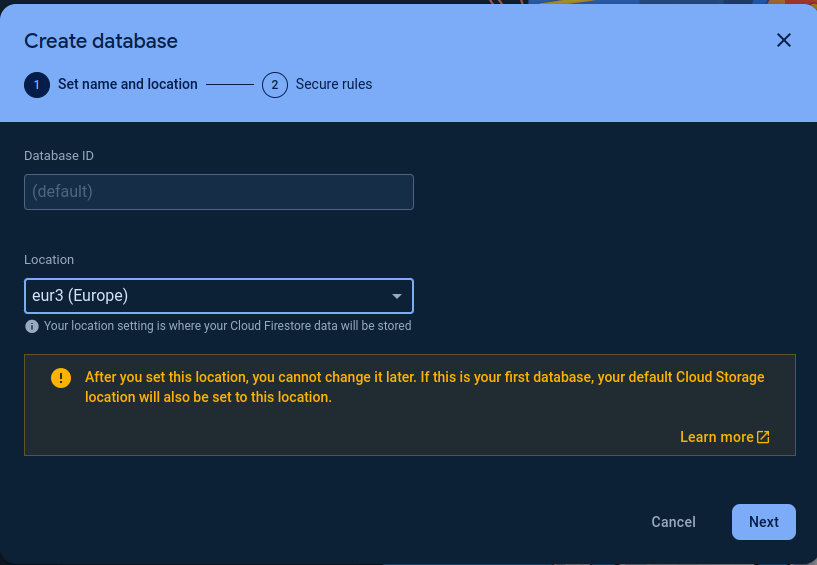 Create database
1 Set name and location
2 Secure rules
Database ID
(default)
Location
eur3 (Europe)
Your location setting is where your Cloud Firestore data will be stored
After you set this location, you cannot change it later. If this is your first database, your default Cloud Storage
location will also be set to this location.
Learn more
Cancel
Next